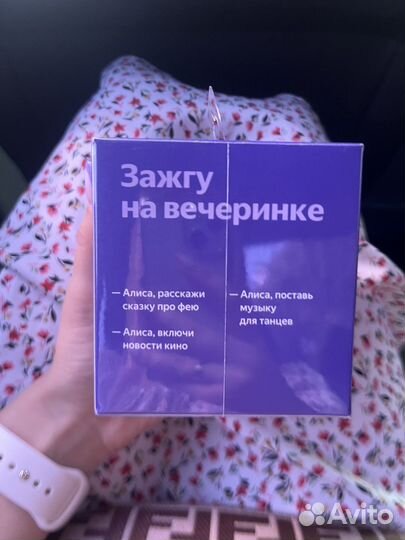 Зажгу
на вечеринке
— Алиса, расскажи
сказку про фею
— Алиса, включи
новости кино
— Алиса, поставь
музыку
для танцев
Avito